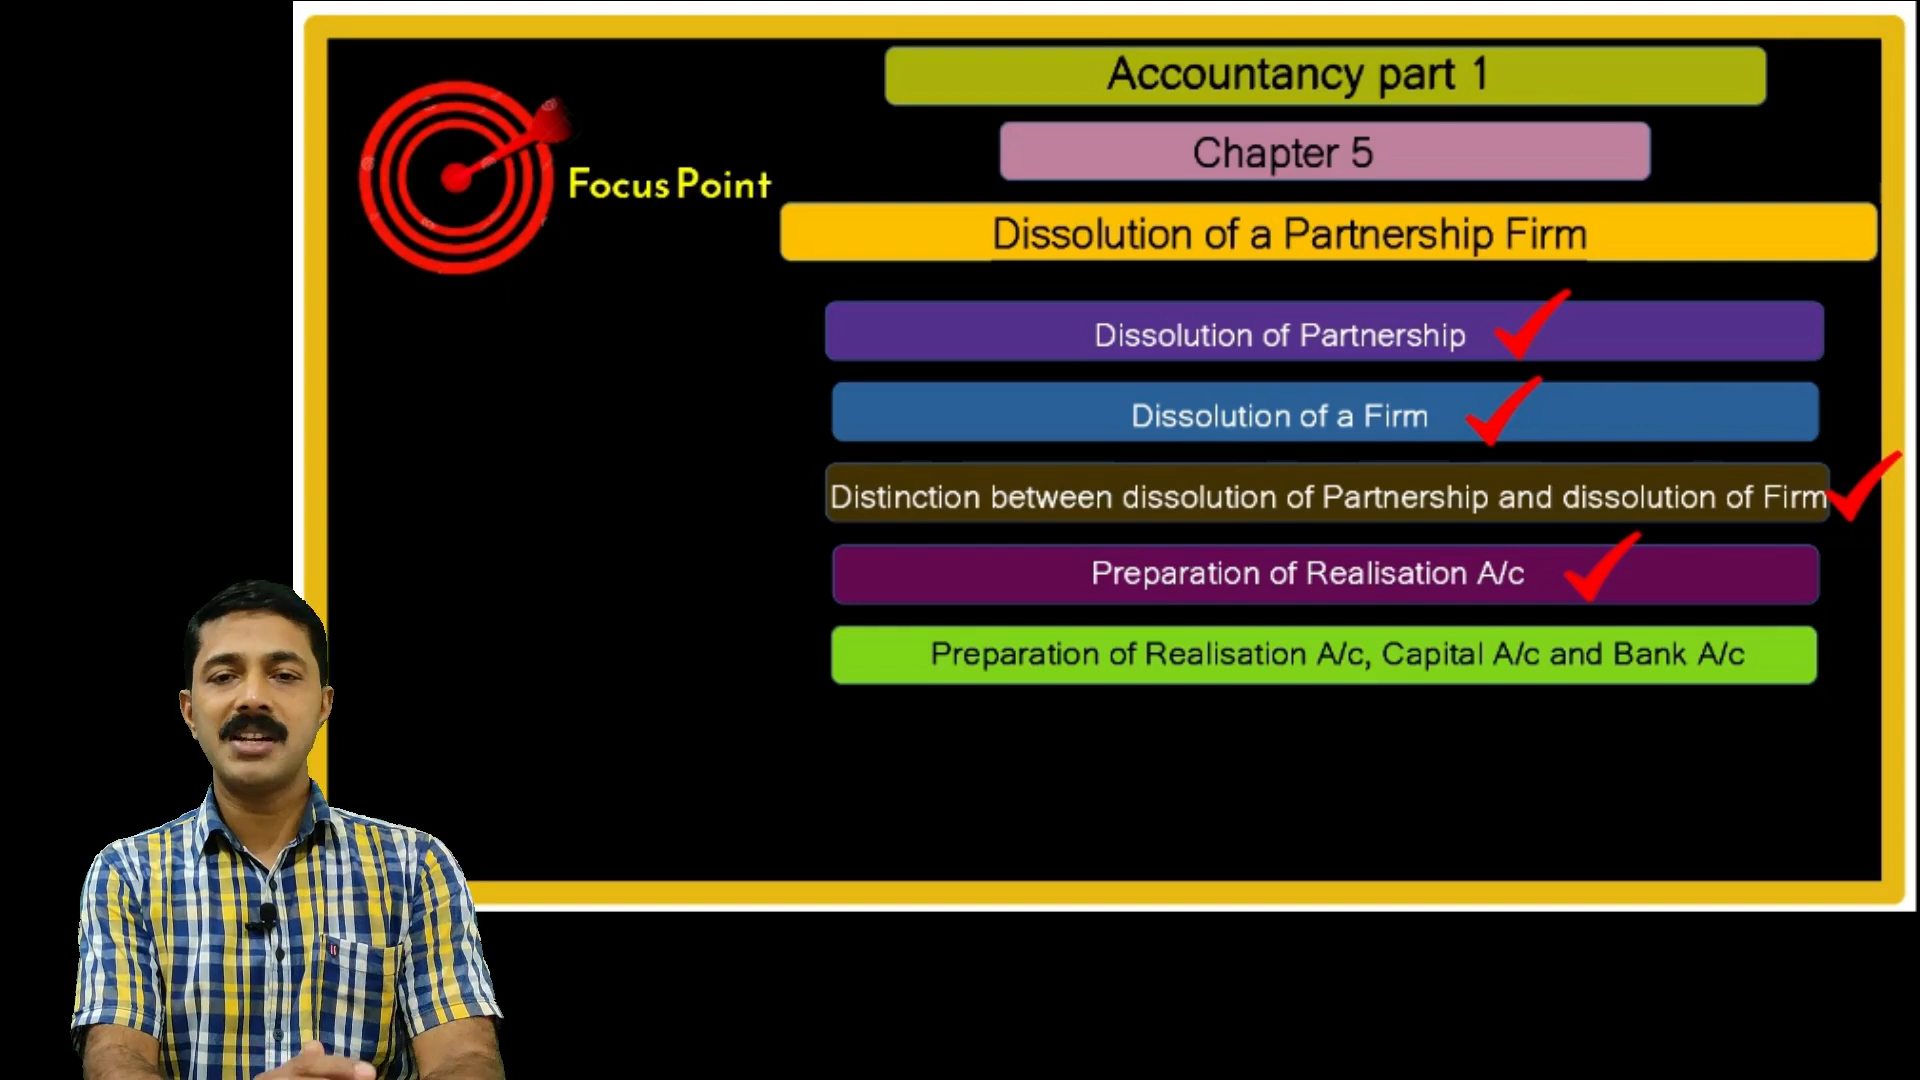 Accountancy part 1
Chapter 5
Focus Point
Dissolution of a Partnership Firm
Dissolution of Partnership
Dissolution of a Firm
Distinction between dissolution of Partnership and dissolution of Firm
Preparation of Realisation A/c
Preparation of Realisation A/c, Capital A/c and Bank A/c